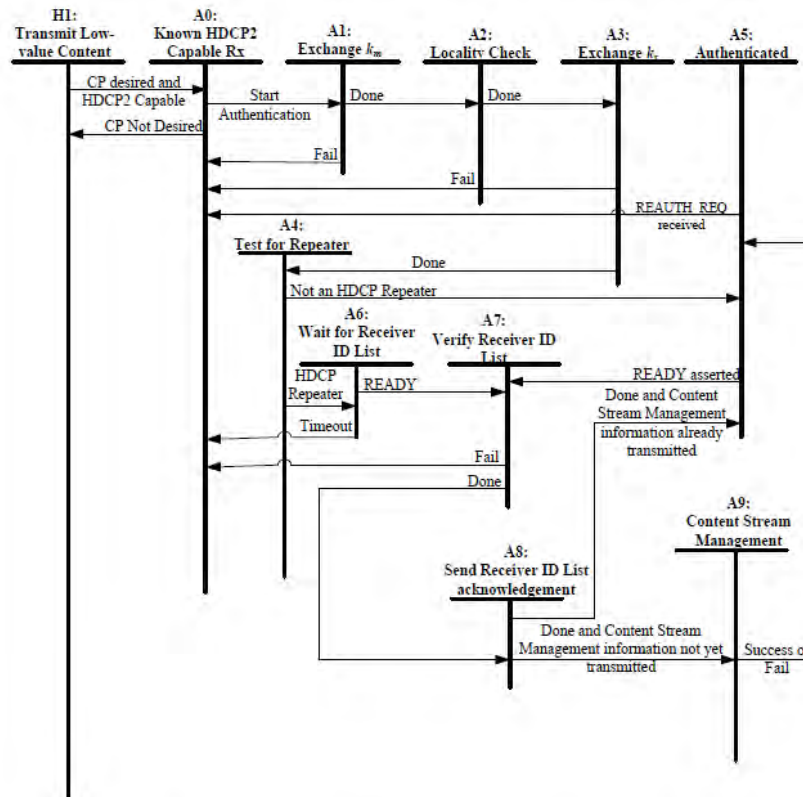 H1:
Transmit Low-
value Content
A0:
Known HDCP2
Capable Rx
A1:
Exchange km
A2:
Locality Check
A3:
Exchange ks
A5:
Authenticated
CP desired and
HDCP2 Capable
Start
Authentication
Done
Done
CP Not Desired
Fail
Fail
REAUTH_REQ
received
A4:
Test for Repeater
Done
Not an HDCP Repeater
A6:
Wait for Receiver
ID List
A7:
Verify Receiver ID
List
HDCP
Repeater
READY
READY asserted
Done and Content
Stream Management
information already
transmitted
Timeout
Fail
Done
A9:
Content Stream
Management
A8:
Send Receiver ID List
acknowledgement
Done and Content Stream
Management information not yet
transmitted
Success o
Fail